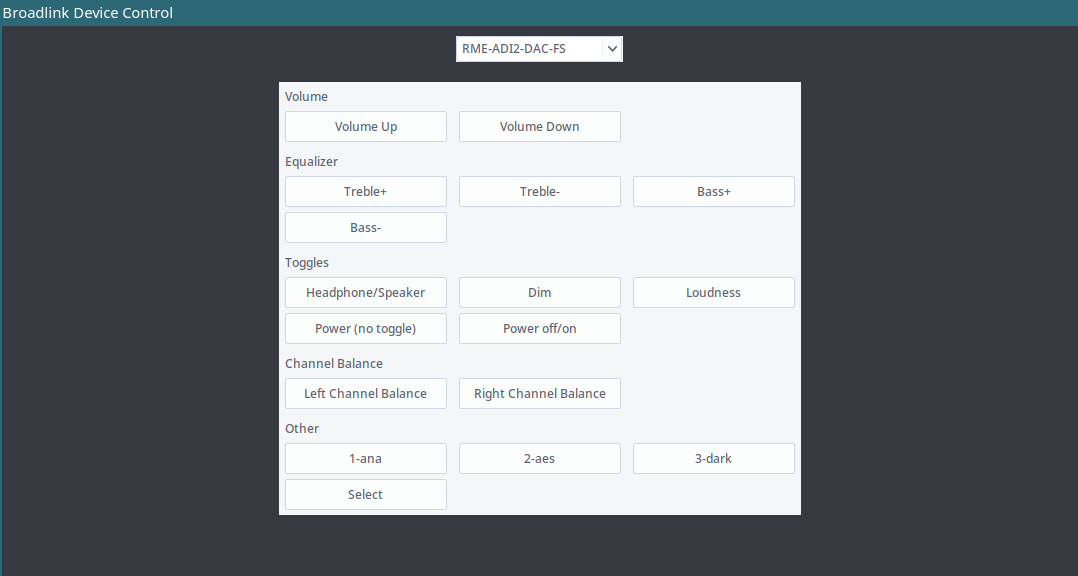 Broadlink Device Control
RME-ADI2-DAC-FS
Volume
Volume Up Volume Down
Equalizer
Treble+ Treble- Bass+
Bass-
Toggles
Headphone/Speaker Dim Loudness
Power (no toggle) Power off/on
Channel Balance
Left Channel Balance Right Channel Balance
Other
1-ana 2-aes 3-dark
Select